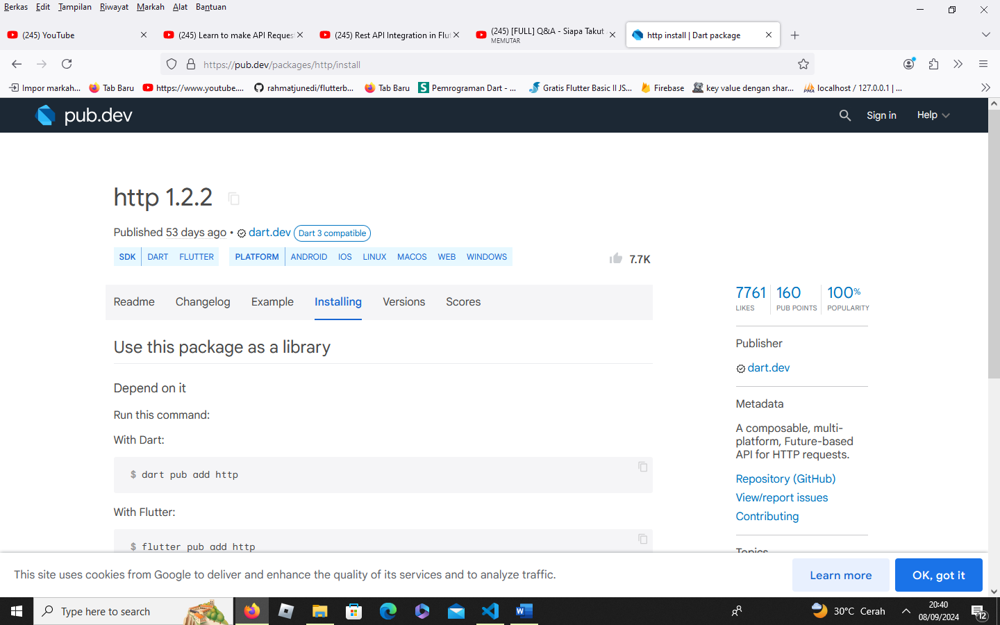 Berkas Edit Tampilan Riwayat Markah Alat Bantuan
(245) YouTube
(245) Learn to make API Reques
(245) Rest API Integration in Flu
(245) [FULL] Q&A - Siapa Takut
MEMUTAR
http install | Dart package
https://pub.dev/packages/http/install
Impor markah... Tab Baru https://www.youtube.... rahmatjunedi/flutterb... Tab Baru Pemrograman Dart - ... Gratis Flutter Basic II JS... Firebase key value dengan shar... localhost / 127.0.0.1 | ...
pub.dev
Sign in
Help
http 1.2.2
Published 53 days ago • dart.dev Dart 3 compatible
SDK DART FLUTTER PLATFORM ANDROID IOS LINUX MACOS WEB WINDOWS
7.7K
Readme Changelog Example Installing Versions Scores
Use this package as a library
Depend on it
Run this command:
With Dart:
$ dart pub add http
With Flutter:
$ flutter pub add http
7761 160 100%
LIKES PUB POINTS POPULARITY
Publisher
dart.dev
Metadata
A composable, multi-
platform, Future-based
API for HTTP requests.
Repository (GitHub)
View/report issues
Contributing
Topics
This site uses cookies from Google to deliver and enhance the quality of its services and to analyze traffic.
Learn more
OK, got it
Type here to search
30°C Cerah
20:40
08/09/2024
12